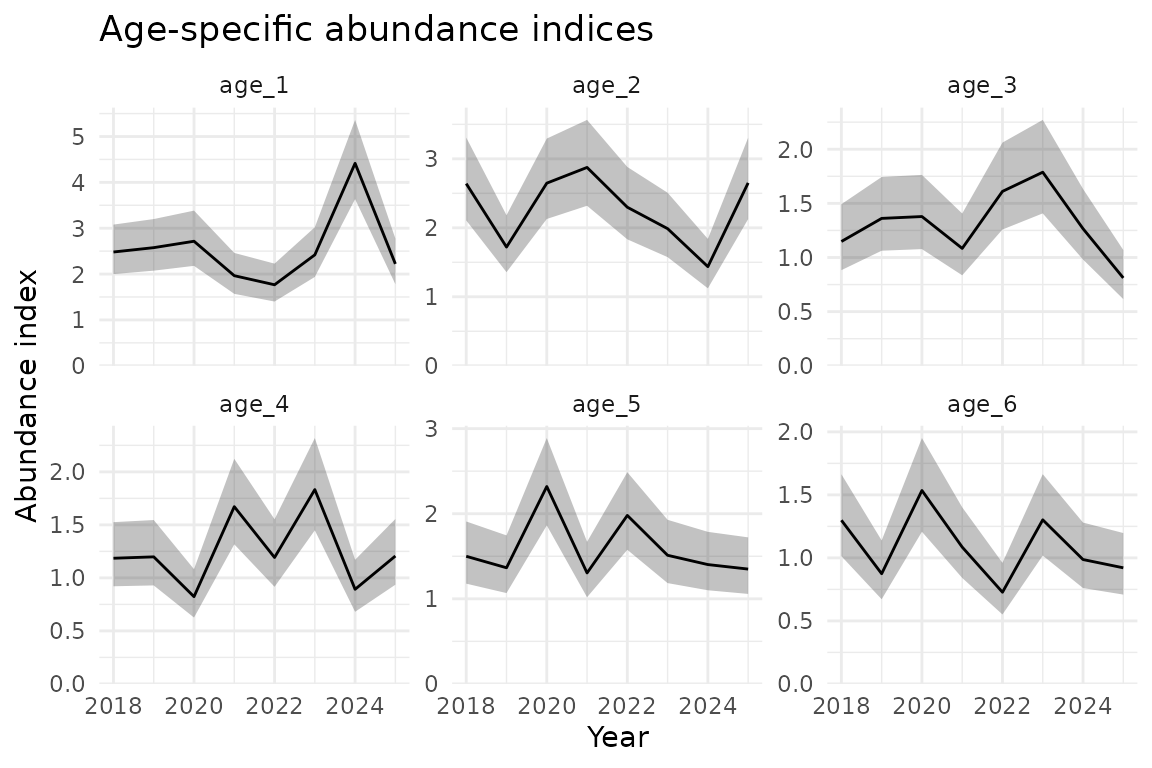 Age-specific abundance indices
age_1 age_2 age_3
5 4 3 2 1 0
3 2 1 0
2.0 1.5 1.0 0.5 0.0
Abundance index
age_4 age_5 age_6
2.0 1.5 1.0 0.5 0.0
3 2 1 0
2.0 1.5 1.0 0.5 0.0
2018 2020 2022 2024 2018 2020 2022 2024 2018 2020 2022 2024
Year